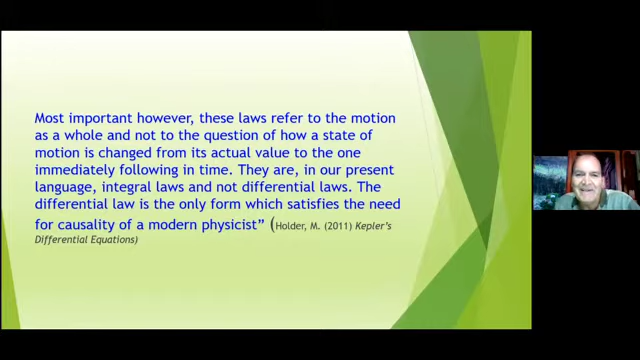 Most important however, these laws refer to the motion
as a whole and not to the question of how a state of
motion is changed from its actual value to the one
immediately following in time. They are, in our present
language, integral laws and not differential laws. The
differential law is the only form which satisfies the need
for causality of a modern physicist” (Holder, M. (2011) Kepler’s
Differential Equations)